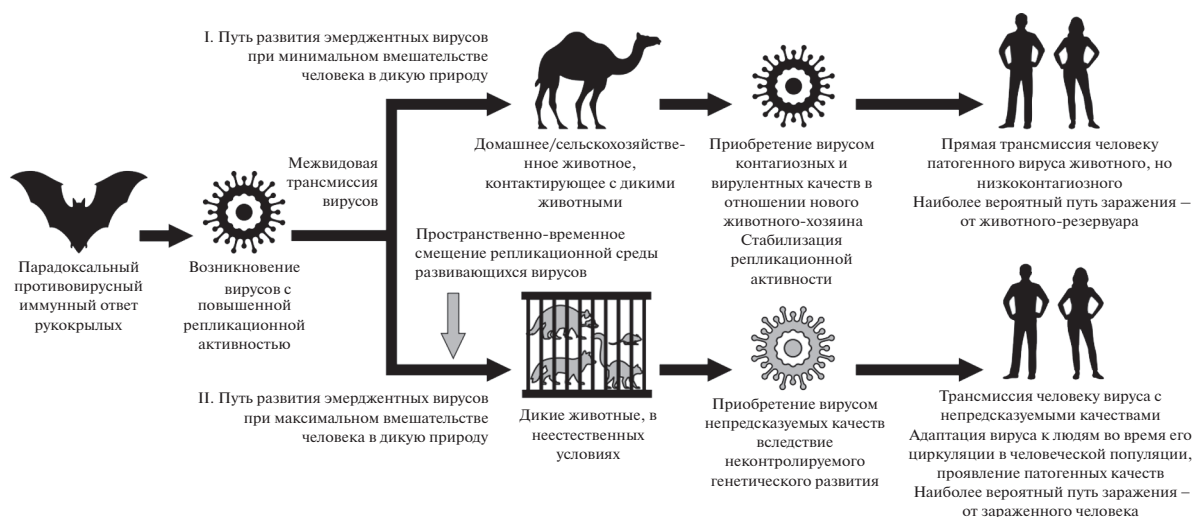 I. Путь развития эмерджентных вирусов
при минимальном вмешательстве
человека в дикую природу
Межвидовая
трансмиссия
вирусов
Парадоксальный
противовирусный
иммунный ответ
рукокрылых
Возникновение
вирусов с
повышенной
репликационной
активностью
Домашнее/сельскохозяйстве-
нное животное,
контактирующее с дикими
животными
Приобретение вирусом
контагиозных и
вирулентных качеств в
отношении нового
животного-хозяина
Стабилизация
репликационной
активности
Прямая трансмиссия человеку
патогенного вируса животного, но
низкоконтагиозного
Наиболее вероятный путь заражения –
от животного-резервуара
Пространственно-временное
смещение репликационной среды
развивающихся вирусов
II. Путь развития эмерджентных вирусов
при максимальном вмешательстве
человека в дикую природу
Дикие животные, в
неестественных
условиях
Приобретение вирусом
непредсказуемых качеств
вследствие
неконтролируемого
генетического развития
Трансмиссия человеку вируса с
непредсказуемыми качествами
Адаптация вируса к людям во время его
циркуляции в человеческой популяции,
проявление патогенных качеств
Наиболее вероятный путь заражения –
от зараженного человека